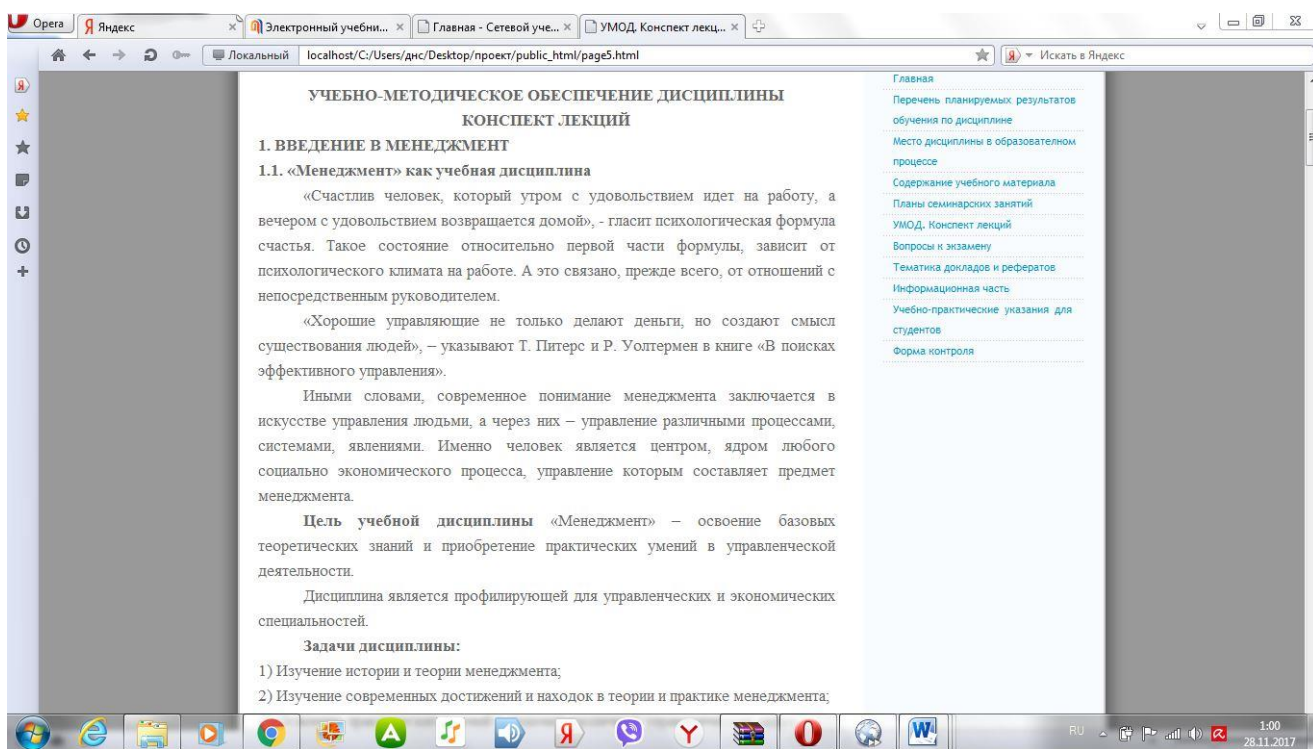 Opera
Яндекс
Электронный учебни...
Главная - Сетевой уче...
УМОД. Конспект лекц...
Локальный
localhost/C:/Users/днс/Desktop/проект/public_html/page5.html
Искать в Яндекс
УЧЕБНО-МЕТОДИЧЕСКОЕ ОБЕСПЕЧЕНИЕ ДИСЦИПЛИНЫ
КОНСПЕКТ ЛЕКЦИЙ
1. ВВЕДЕНИЕ В МЕНЕДЖМЕНТ
1.1. «Менеджмент» как учебная дисциплина
«Счастлив человек, который утром с удовольствием идет на работу, а
вечером с удовольствием возвращается домой», - гласит психологическая формула
счастья. Такое состояние относительно первой части формулы, зависит от
психологического климата на работе. А это связано, прежде всего, от отношений с
непосредственным руководителем.
«Хорошие управляющие не только делают деньги, но создают смысл
существования людей», – указывают Т. Питерс и Р. Уолтермен в книге «В поисках
эффективного управления».
Иными словами, современное понимание менеджмента заключается в
искусстве управления людьми, а через них – управление различными процессами,
системами, явлениями. Именно человек является центром, ядром любого
социально экономического процесса, управление которым составляет предмет
менеджмента.
Цель учебной дисциплины «Менеджмент» – освоение базовых
теоретических знаний и приобретение практических умений в управленческой
деятельности.
Дисциплина является профилирующей для управленческих и экономических
специальностей.
Задачи дисциплины:
1) Изучение истории и теории менеджмента;
2) Изучение современных достижений и находок в теории и практике менеджмента;
Главная
Перечень планируемых результатов
обучения по дисциплине
Место дисциплины в образователном
процессе
Содержание учебного материала
Планы семинарских занятий
УМОД. Конспект лекций
Вопросы к экзамену
Тематика докладов и рефератов
Информационная часть
Учебно-практические указания для
студентов
Форма контроля
RU
1:00
28.11.2017